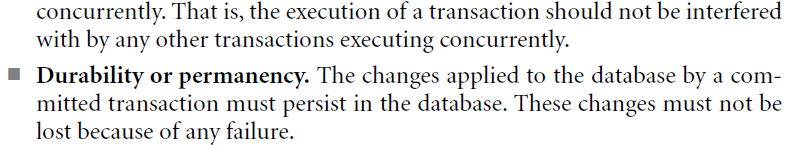 concurrently. That is, the execution of a transaction should not be interfered
with by any other transactions executing concurrently.
■ Durability or permanency. The changes applied to the database by a com-
mitted transaction must persist in the database. These changes must not be
lost because of any failure.